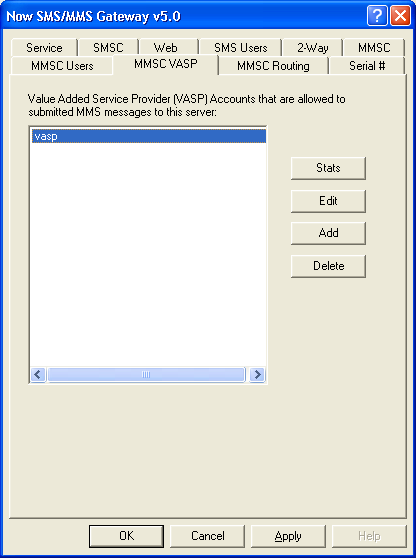 Now SMS/MMS Gateway v5.0
Service SMSC Web SMS Users 2-Way MMSC
MMSC Users MMSC VASP MMSC Routing Serial #
Value Added Service Provider (VASP) Accounts that are allowed to
submitted MMS messages to this server:
vasp
Stats
Edit
Add
Delete
OK Cancel Apply Help